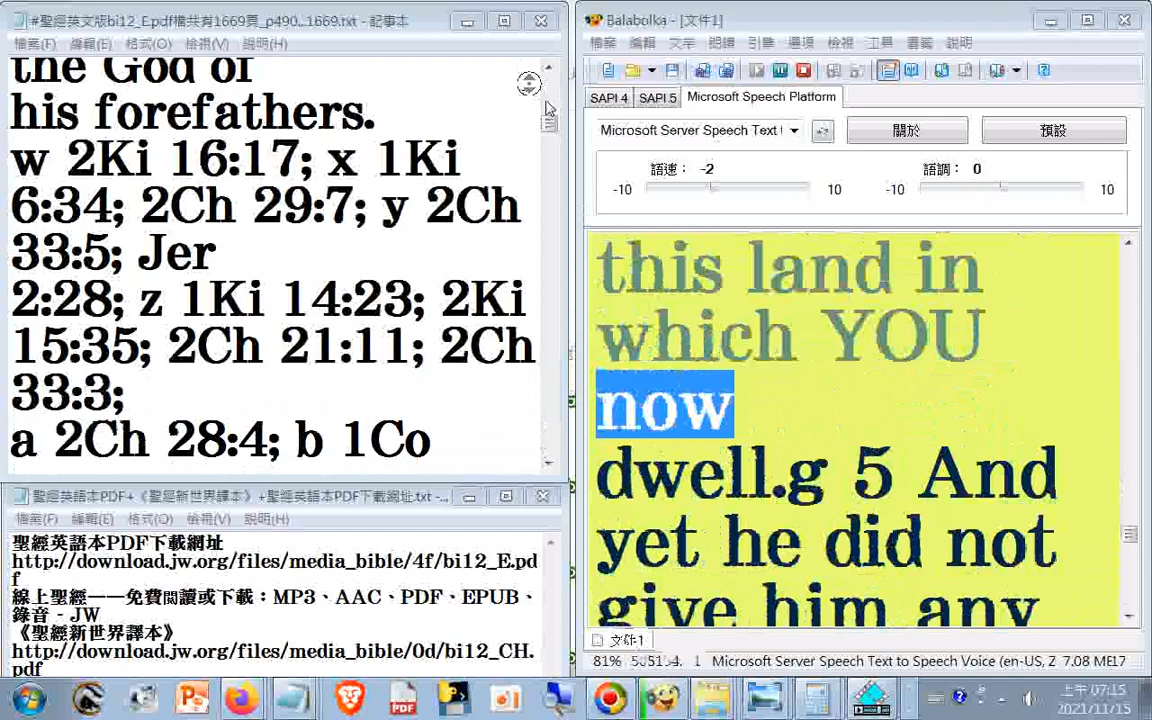 #聖經英文版bi12_E.pdf檔共有1669頁_p490...1669.txt - 記事本
檔案(F) 編輯(E) 格式(O) 檢視(V) 說明(H)
the God of
his forefathers.
w 2Ki 16:17; x 1Ki
6:34; 2Ch 29:7; y 2Ch
33:5; Jer
2:28; z 1Ki 14:23; 2Ki
15:35; 2Ch 21:11; 2Ch
33:3;
a 2Ch 28:4; b 1Co
聖經英語本PDF+《聖經新世界譯本》+聖經英語本PDF下載網址.txt - ...
檔案(F) 編輯(E) 格式(O) 檢視(V) 說明(H)
聖經英語本PDF下載網址
http://download.jw.org/files/media_bible/4f/bi12_E.pd
f
線上聖經——免費閱讀或下載：MP3、AAC、PDF、EPUB、
錄音 - JW
《聖經新世界譯本》
http://download.jw.org/files/media_bible/0d/bi12_CH.
pdf
Balabolka - [文件1]
檔案 編輯 文字 朗讀 引擎 選項 檢視 工具 書籤 說明
SAPI 4 SAPI 5 Microsoft Speech Platform
Microsoft Server Speech Text 關於 預設
語速： -2 語調： 0
-10 10 -10 10
this land in
which YOU
now
dwell.g 5 And
yet he did not
give him any
文件1
81% Microsoft Server Speech Text to Speech Voice (en-US, Z 7.08 МБ
上午 07:15
2021/11/15